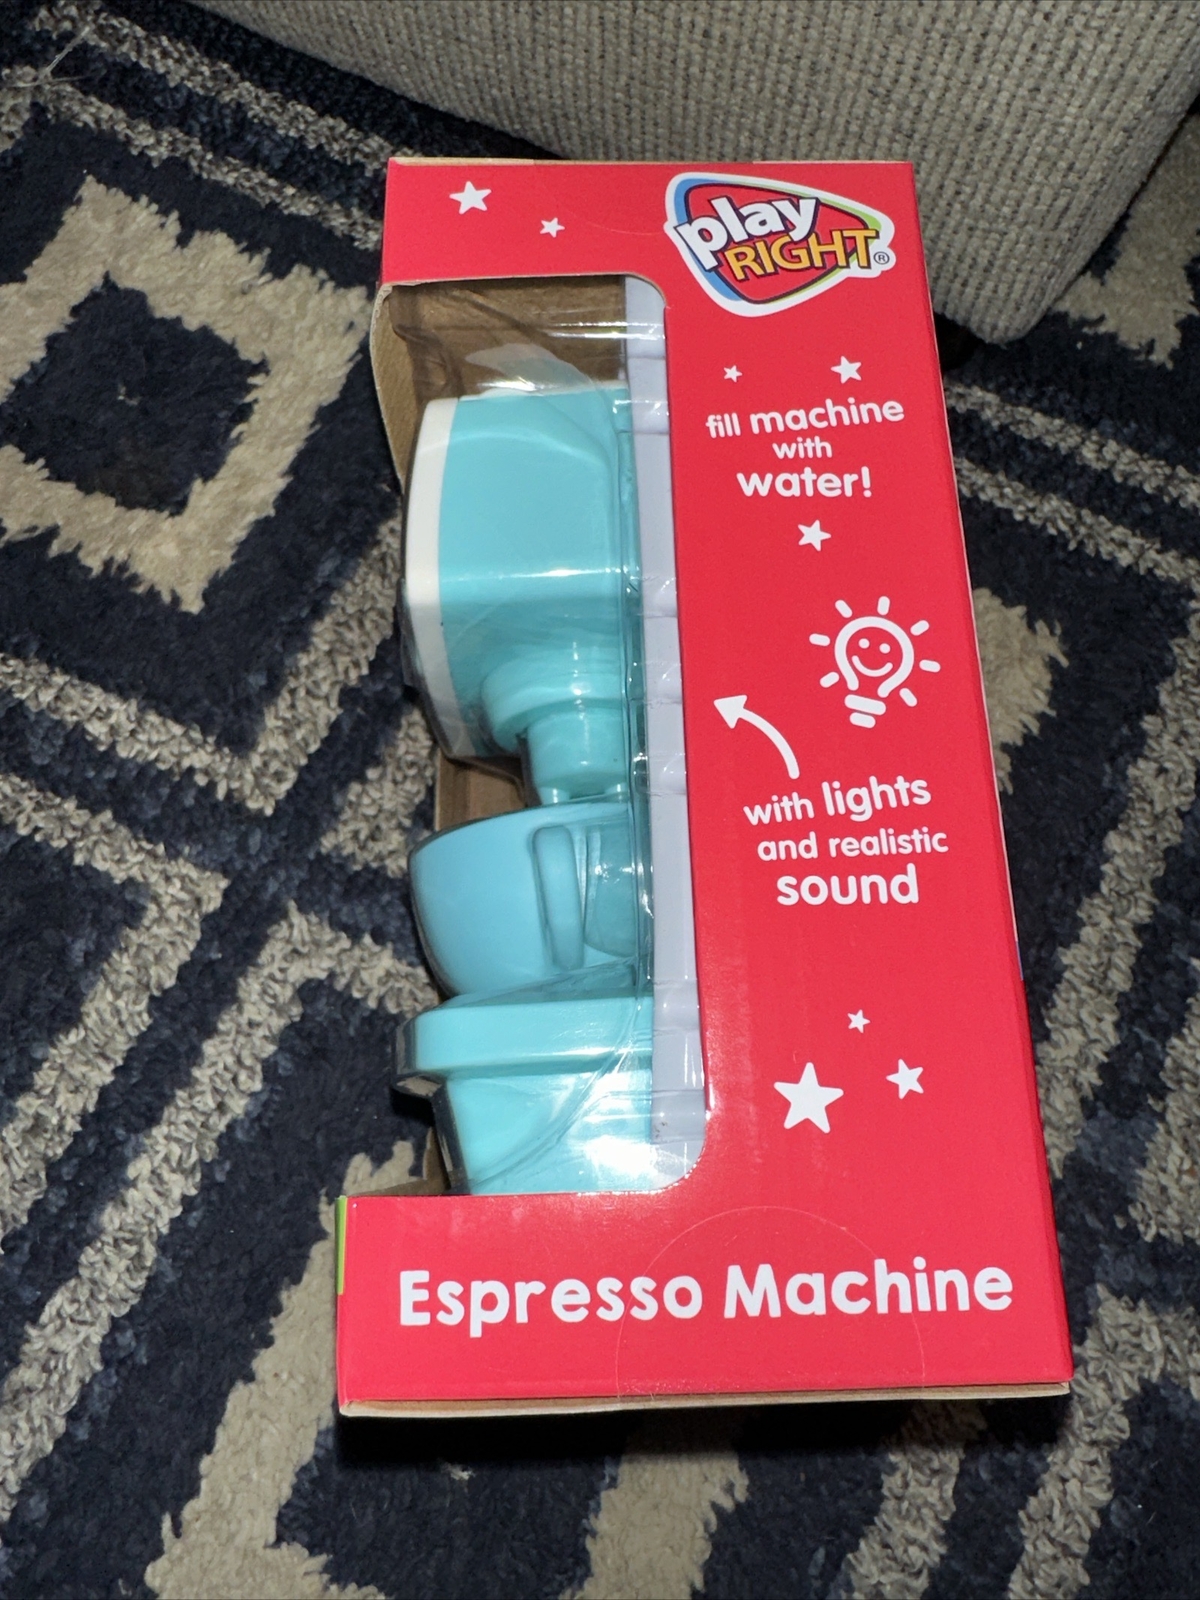 play
RIGHT®
fill machine
with
water!
with lights
and realistic
sound
Espresso Machine